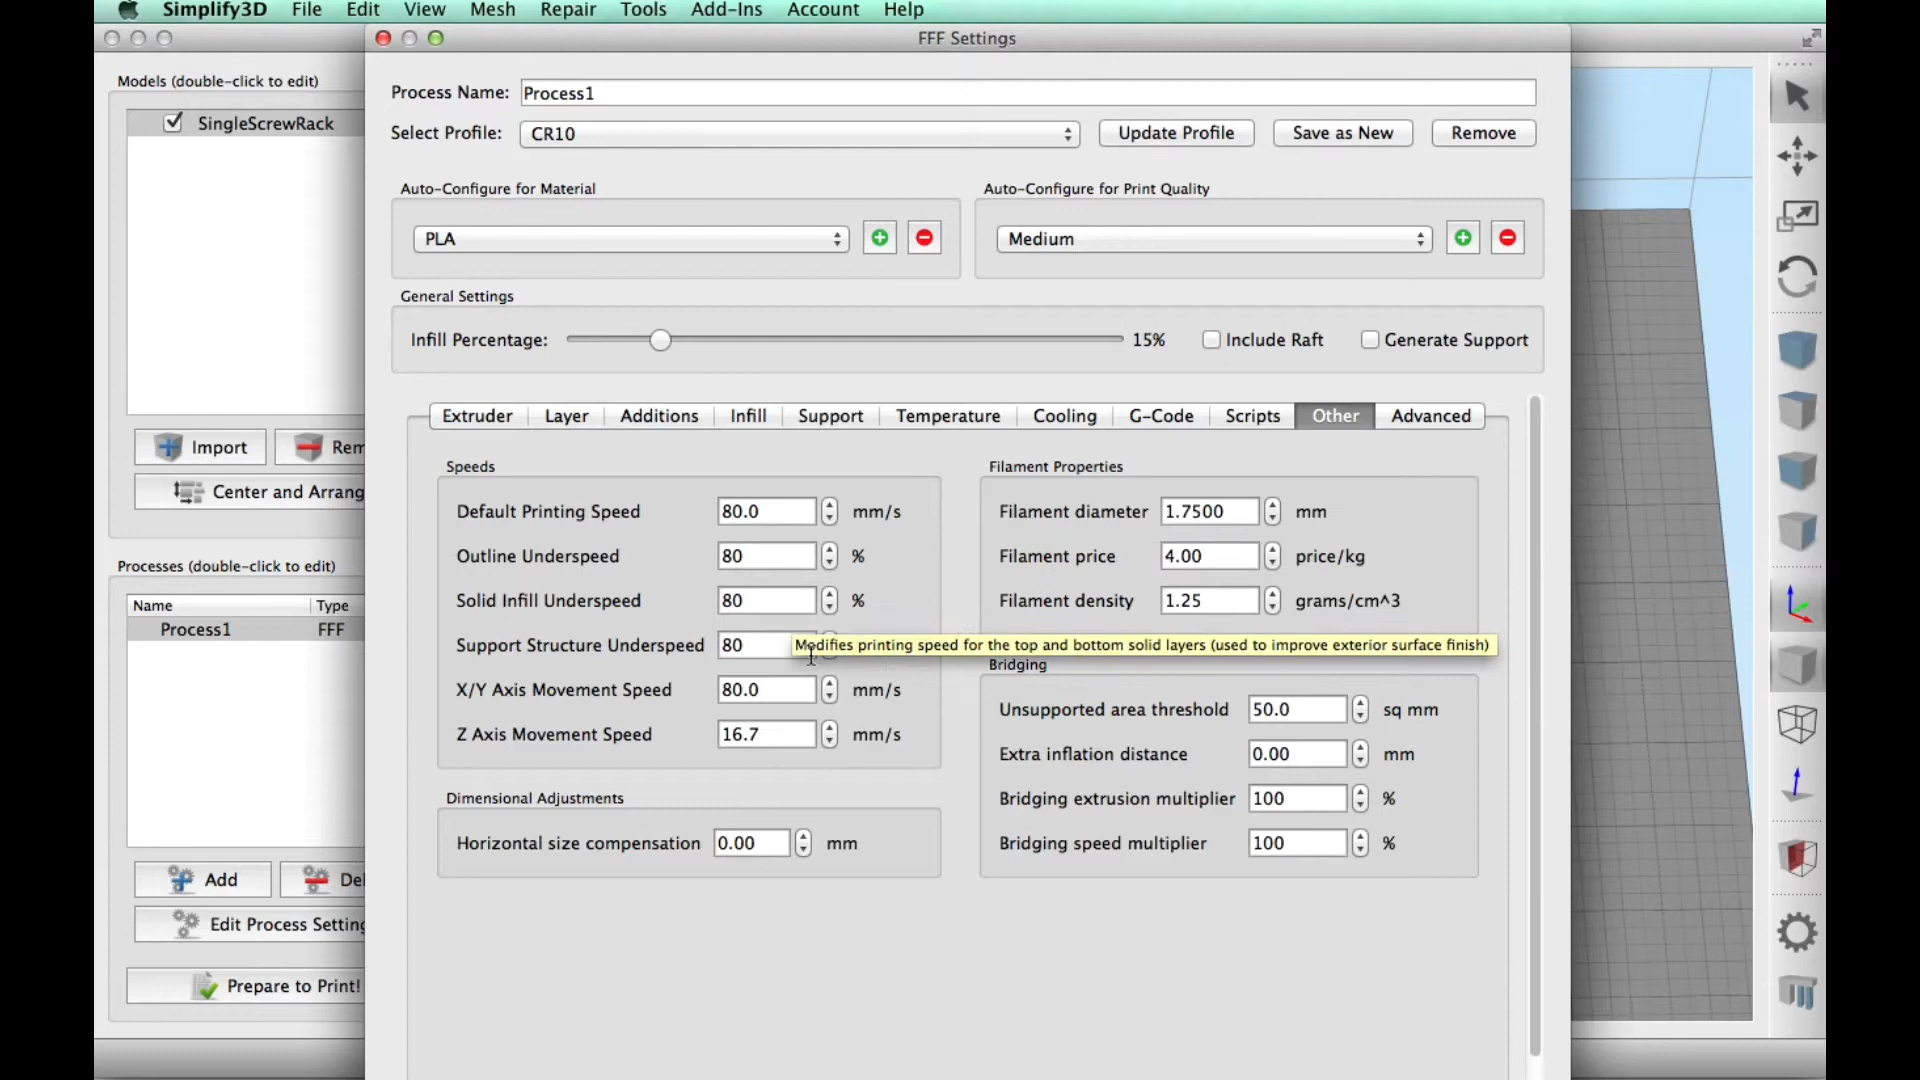 Simplify3D File Edit View Mesh Repair Tools Add-Ins Account Help
FFF Settings
Models (double-click to edit)
SingleScrewRack
Import Rem
Center and Arrang
Processes (double-click to edit)
Name Type
Process1 FFF
Add Del
Edit Process Setting
Prepare to Print!
Process Name: Process1
Select Profile: CR10 Update Profile Save as New Remove
Auto-Configure for Material
PLA
Auto-Configure for Print Quality
Medium
General Settings
Infill Percentage: 15% Include Raft Generate Support
Extruder Layer Additions Infill Support Temperature Cooling G-Code Scripts Other Advanced
Speeds
Default Printing Speed 80.0 mm/s
Outline Underspeed 80 %
Solid Infill Underspeed 80 %
Support Structure Underspeed 80
X/Y Axis Movement Speed 80.0 mm/s
Z Axis Movement Speed 16.7 mm/s
Dimensional Adjustments
Horizontal size compensation 0.00 mm
Filament Properties
Filament diameter 1.7500 mm
Filament price 4.00 price/kg
Filament density 1.25 grams/cm^3
Modifies printing speed for the top and bottom solid layers (used to improve exterior surface finish)
Bridging
Unsupported area threshold 50.0 sq mm
Extra inflation distance 0.00 mm
Bridging extrusion multiplier 100 %
Bridging speed multiplier 100 %